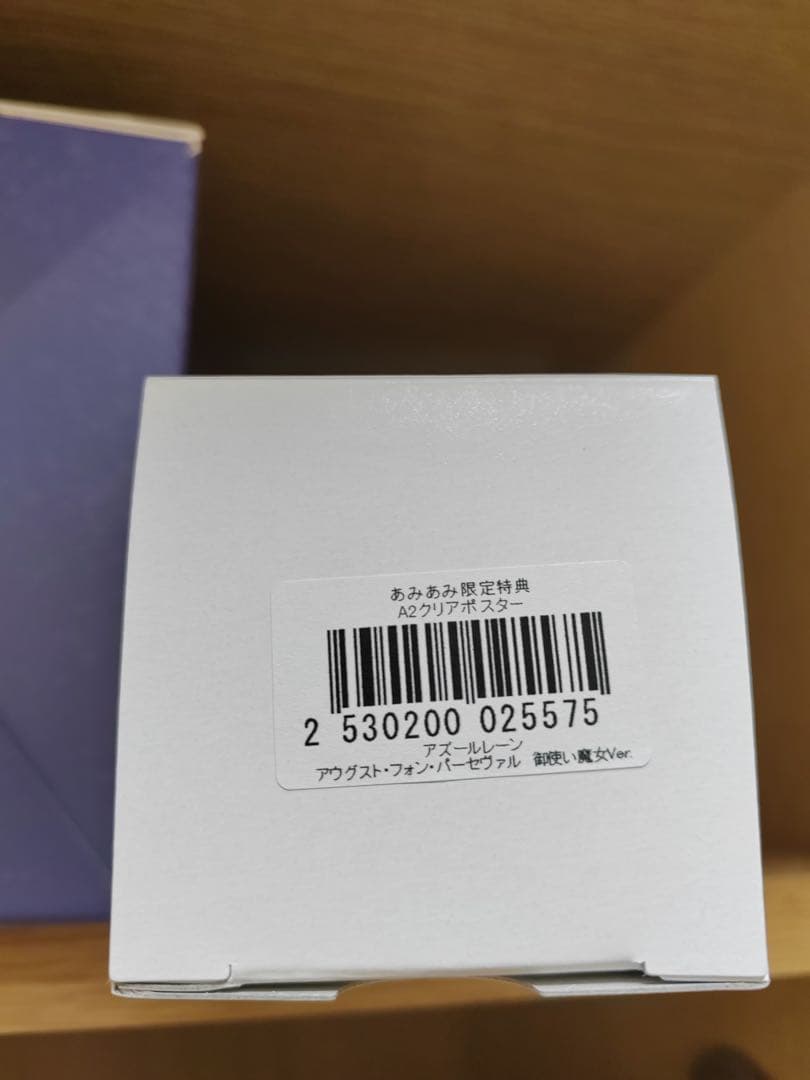 あみあみ限定特典
A2クリアポスター
2 530200 025575
アズールレーン
アウグスト・フォン・パーセヴァル 御使い魔女Ver.